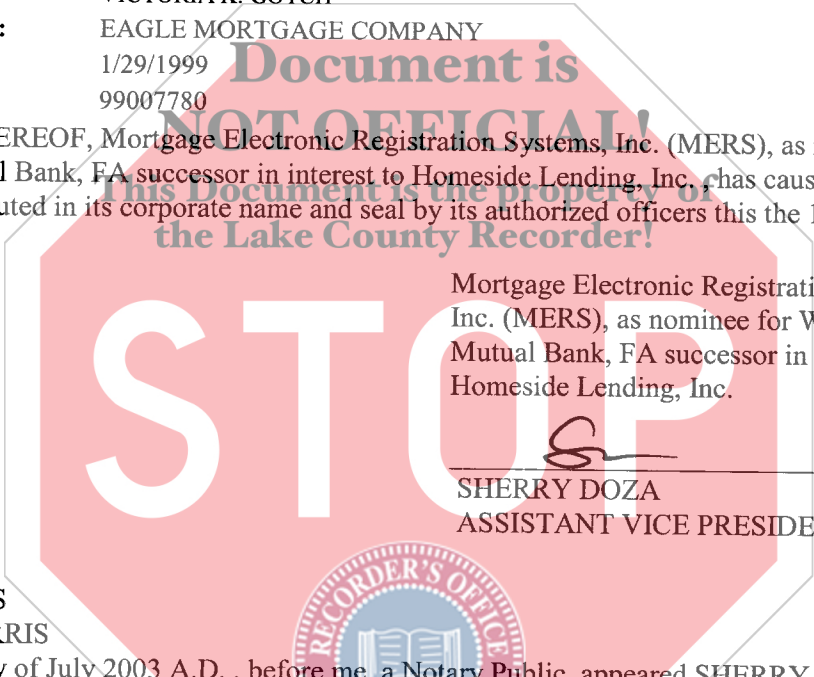 : EAGLE MORTGAGE COMPANY
1/29/1999
99007780
Document is
NOT OFFICIAL!
This Document is the property of
the Lake County Recorder!
EREOF, Mortgage Electronic Registration Systems, Inc. (MERS), as
l Bank, FA successor in interest to Homeside Lending, Inc. , has caus
uted in its corporate name and seal by its authorized officers this the 1
Mortgage Electronic Registrati
Inc. (MERS), as nominee for W
Mutual Bank, FA successor in
Homeside Lending, Inc.
STOP
SHERRY DOZA
ASSISTANT VICE PRESIDE
RECORDER'S OFFICE
S
RRIS
y of July 2003 A.D. , before me, a Notary Public, appeared SHERRY